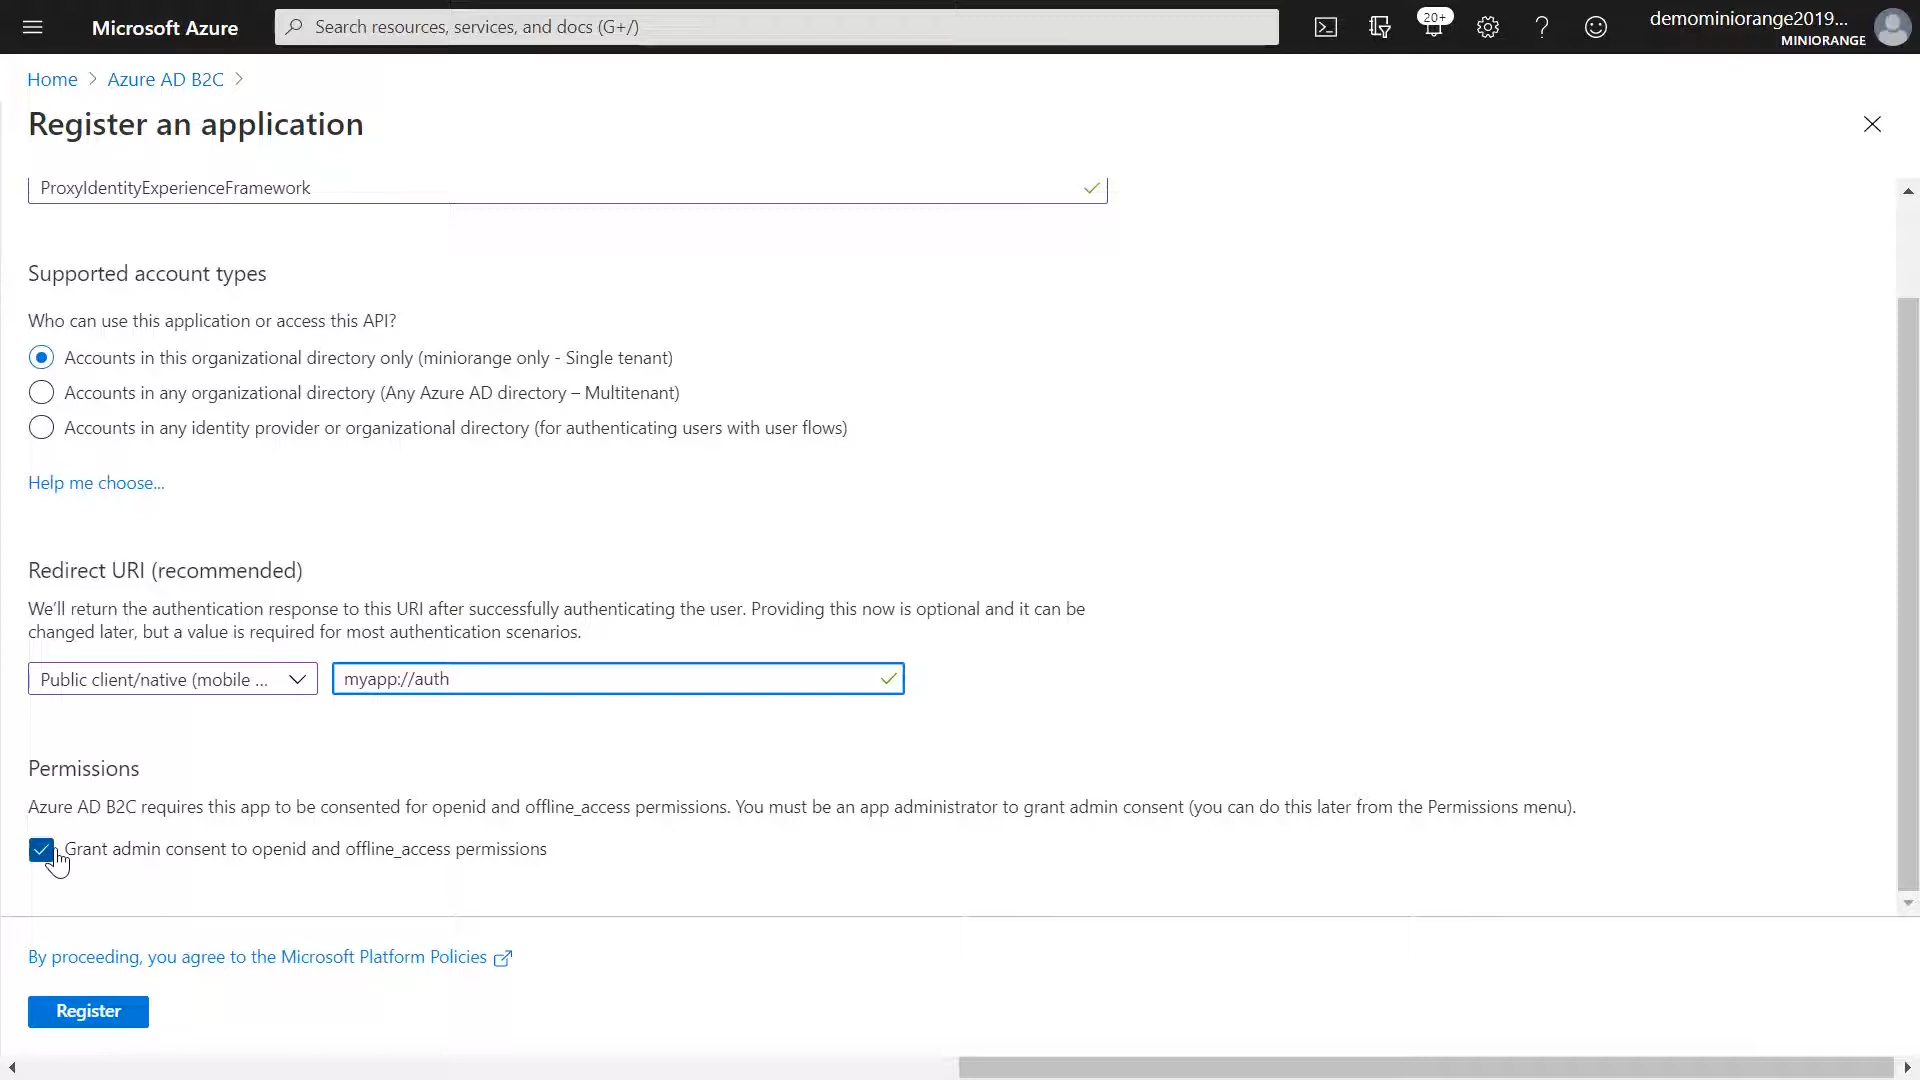 Microsoft Azure
Search resources, services, and docs (G+/)
20+
demominiorange2019...
MINIORANGE
Home > Azure AD B2C >
Register an application
ProxyIdentityExperienceFramework
Supported account types
Who can use this application or access this API?
Accounts in this organizational directory only (miniorange only - Single tenant)
Accounts in any organizational directory (Any Azure AD directory – Multitenant)
Accounts in any identity provider or organizational directory (for authenticating users with user flows)
Help me choose...
Redirect URI (recommended)
We'll return the authentication response to this URI after successfully authenticating the user. Providing this now is optional and it can be
changed later, but a value is required for most authentication scenarios.
Public client/native (mobile ...
myapp://auth
Permissions
Azure AD B2C requires this app to be consented for openid and offline_access permissions. You must be an app administrator to grant admin consent (you can do this later from the Permissions menu).
Grant admin consent to openid and offline_access permissions
By proceeding, you agree to the Microsoft Platform Policies
Register